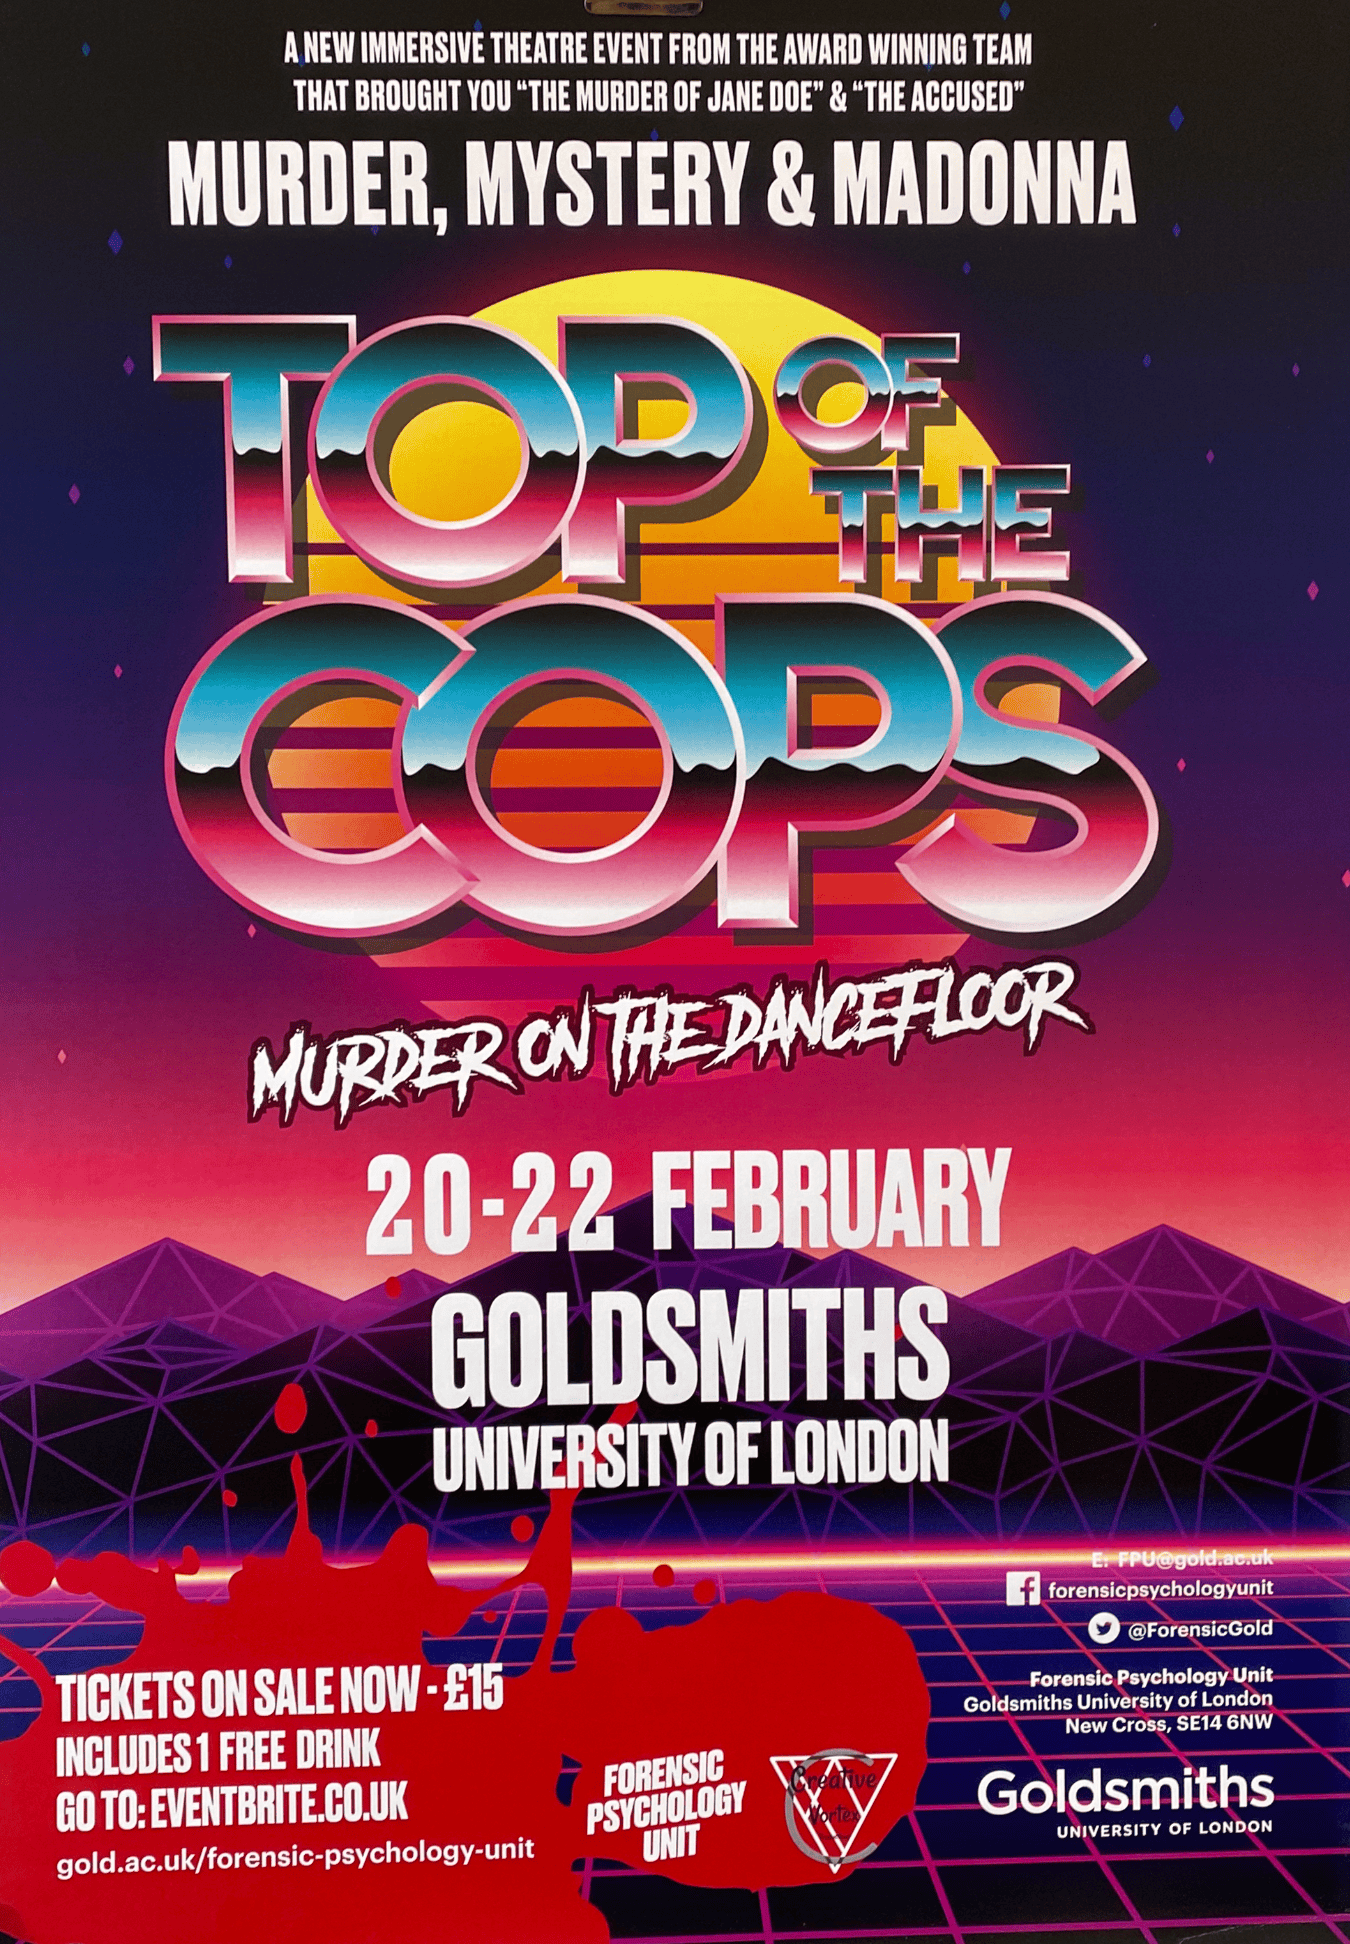 A NEW IMMERSIVE THEATRE EVENT FROM THE AWARD WINNING TEAM
THAT BROUGHT YOU “THE MURDER OF JANE DOE” & “THE ACCUSED”
MURDER, MYSTERY & MADONNA
TOP OF
THE
COPS
MURDER ON THE DANCEFLOOR
20-22 FEBRUARY
GOLDSMITHS
UNIVERSITY OF LONDON
TICKETS ON SALE NOW - £15
INCLUDES 1 FREE DRINK
GO TO: EVENTBRITE.CO.UK
gold.ac.uk/forensic-psychology-unit
FORENSIC
PSYCHOLOGY
UNIT
Creative
Vortex
E: FPU@gold.ac.uk
forensicpsychologyunit
@ForensicGold
Forensic Psychology Unit
Goldsmiths University of London
New Cross, SE14 6NW
Goldsmiths
UNIVERSITY OF LONDON